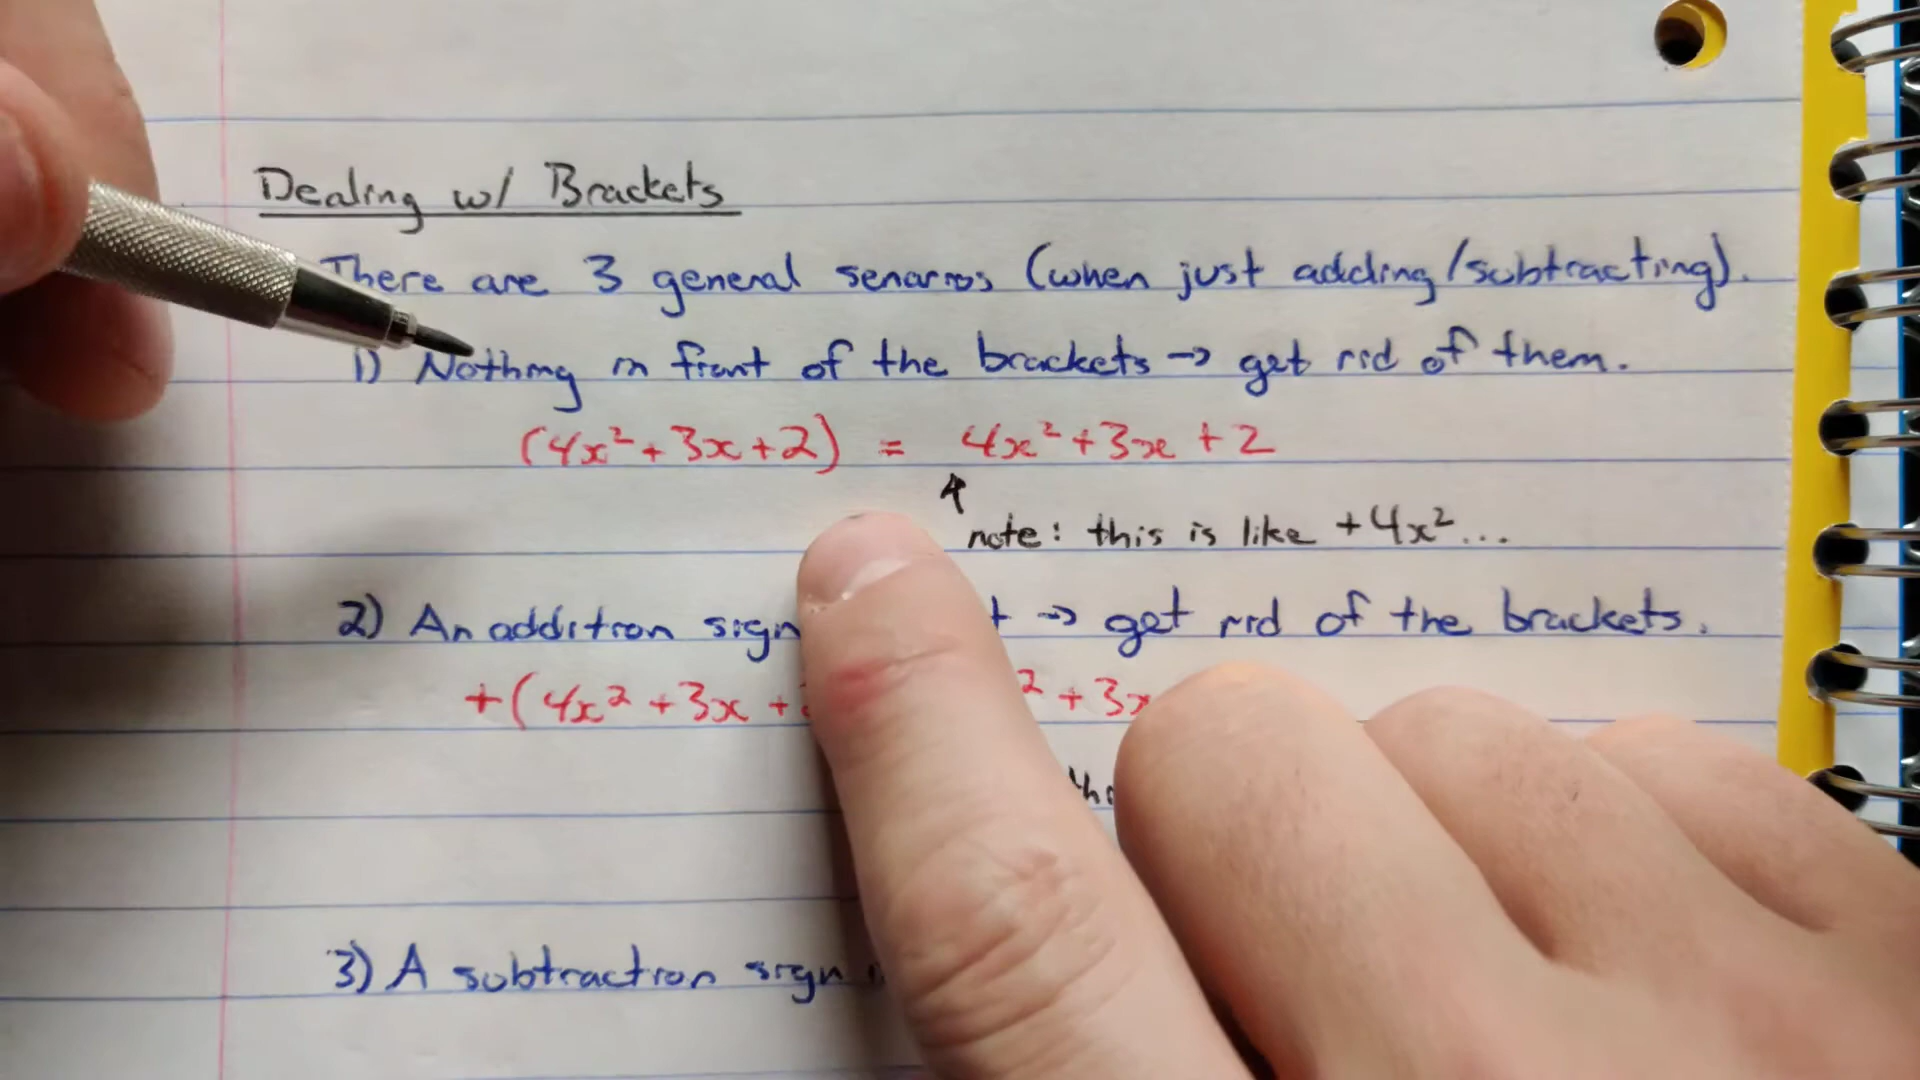 Dealing w/ Brackets
There are 3 general senarios (when just adding/subtracting).
1) Nothing in front of the brackets → get rid of them.
(4x² + 3x + 2) = 4x² + 3x + 2
note: this is like +4x²...
2) An addition sign → get rid of the brackets.
+(4x² + 3x + ² + 3x
3) A subtraction sign